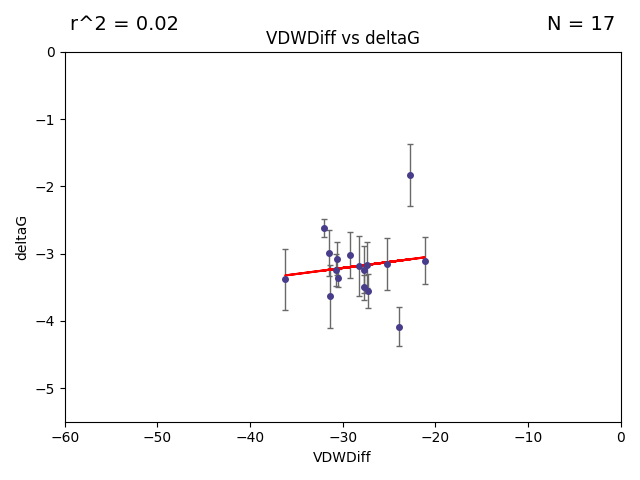 r^2 = 0.02
N = 17
VDWDiff vs deltaG
0
−1
−2
−3
−4
−5
deltaG
−60 −50 −40 −30 −20 −10 0
VDWDiff